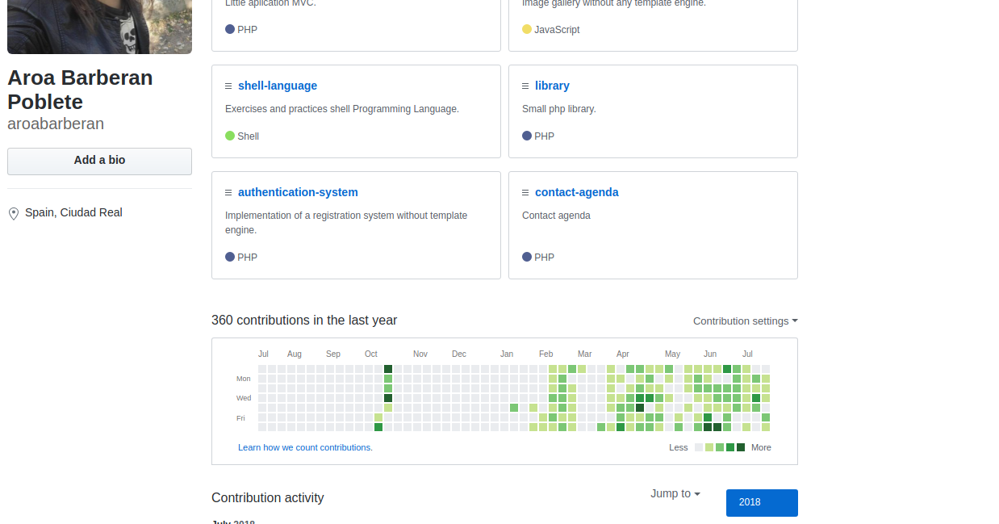 Little aplication MVC.
PHP
Image gallery without any template engine.
JavaScript
Aroa Barberan
Poblete
aroabarberan
Add a bio
Spain, Ciudad Real
shell-language
Exercises and practices shell Programming Language.
Shell
library
Small php library.
PHP
authentication-system
Implementation of a registration system without template
engine.
PHP
contact-agenda
Contact agenda
PHP
360 contributions in the last year
Contribution settings
Jul Aug Sep Oct Nov Dec Jan Feb Mar Apr May Jun Jul
Mon
Wed
Fri
Learn how we count contributions.
Less More
Contribution activity
Jump to
2018
July 2018